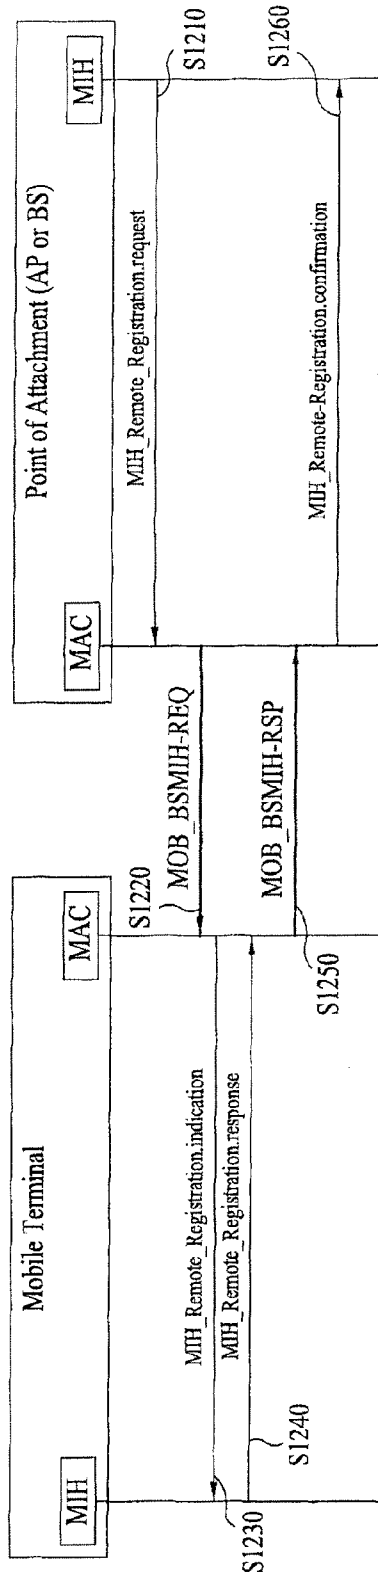 Mobile Terminal
Point of Attachment (AP or BS)
MIH
MAC
MAC
MIH
MIH_Remote_Registration.request
S1210
S1220
MOB_BSMIH-REQ
MIH_Remote_Registration.indication
S1230
MIH_Remote_Registration.response
S1240
MOB_BSMIH-RSP
S1250
MIH_Remote-Registration.confirmation
S1260